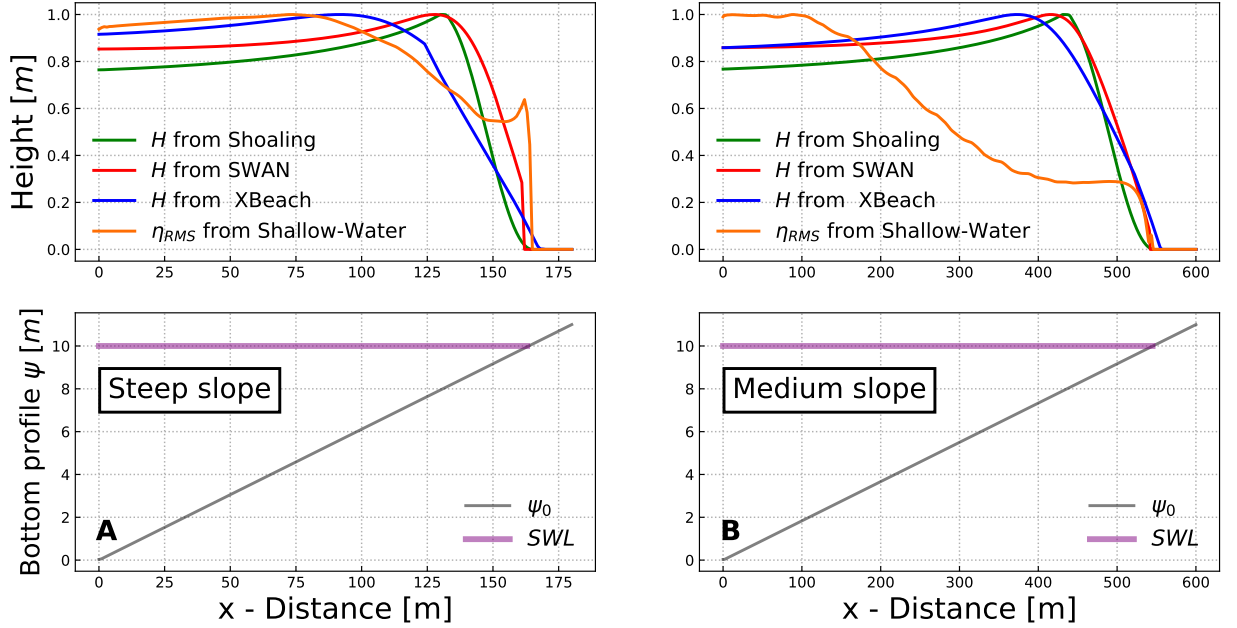 Height [m]
1.0
0.8
0.6
0.4
0.2
0.0
H from Shoaling
H from SWAN
H from  XBeach
ηRMS from Shallow-Water
0 25 50 75 100 125 150 175
1.0
0.8
0.6
0.4
0.2
0.0
H from Shoaling
H from SWAN
H from  XBeach
ηRMS from Shallow-Water
0 100 200 300 400 500 600
Bottom profile ψ [m]
10
8
6
4
2
0
Steep slope
ψ0
SWL
A
0 25 50 75 100 125 150 175
x - Distance [m]
10
8
6
4
2
0
Medium slope
ψ0
SWL
B
0 100 200 300 400 500 600
x - Distance [m]